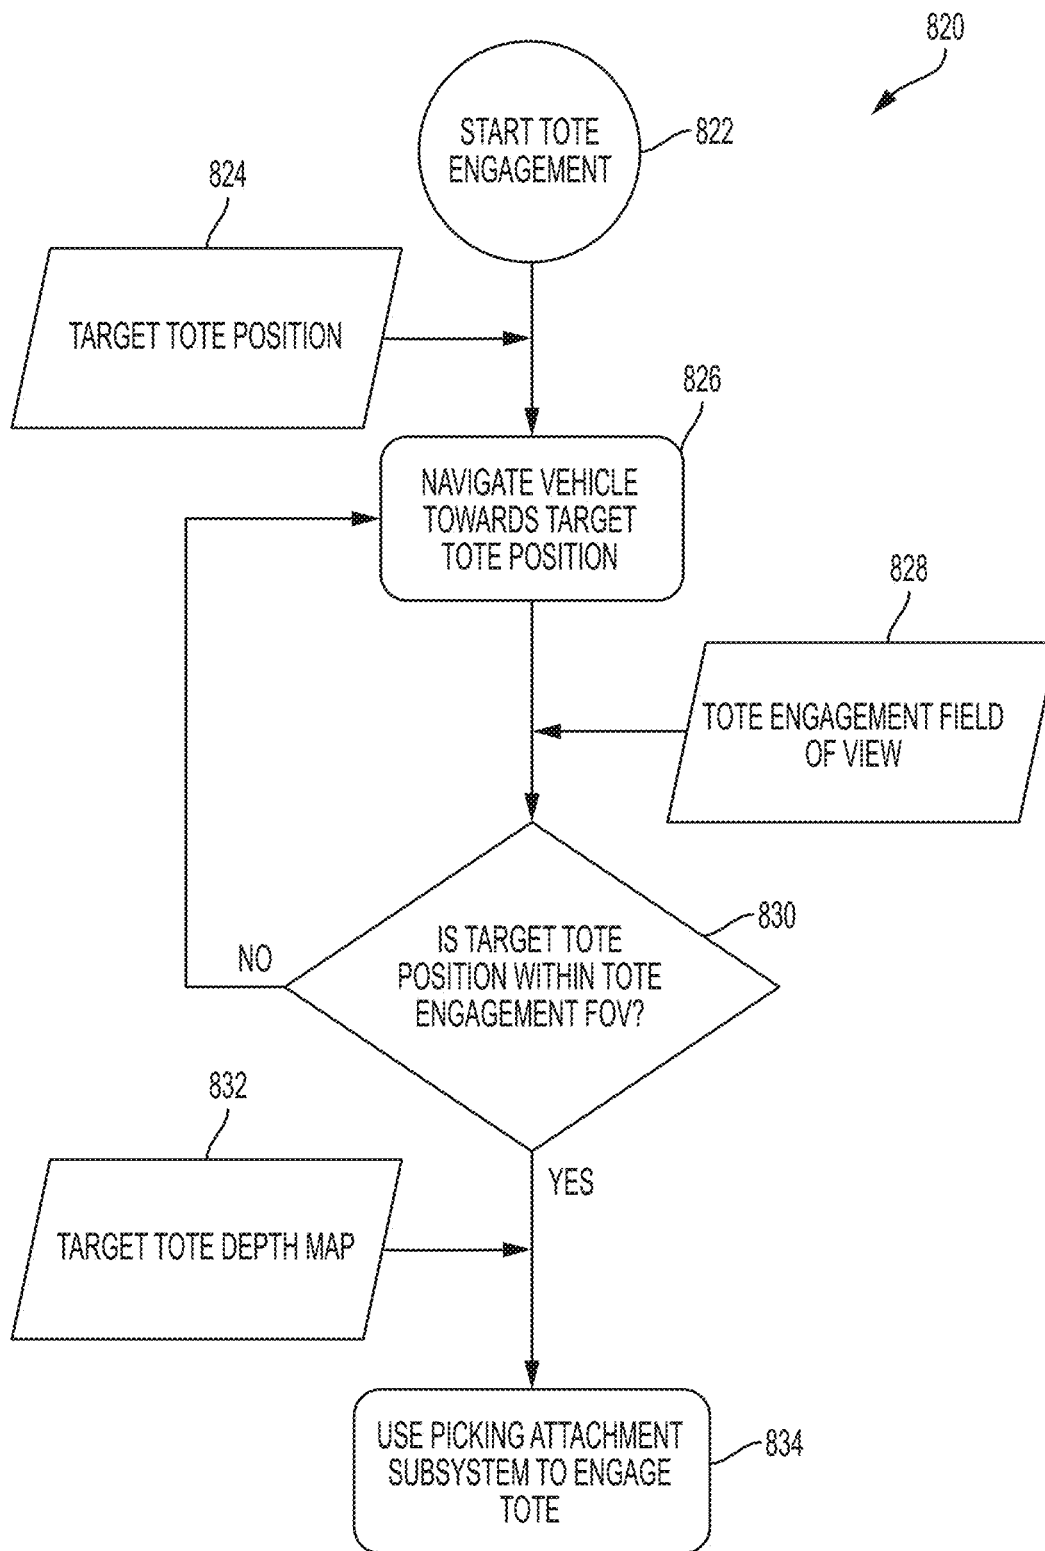 820
START TOTE
ENGAGEMENT
822
824
TARGET TOTE POSITION
826
NAVIGATE VEHICLE
TOWARDS TARGET
TOTE POSITION
828
TOTE ENGAGEMENT FIELD
OF VIEW
830
IS TARGET TOTE
POSITION WITHIN TOTE
ENGAGEMENT FOV?
NO
832
YES
TARGET TOTE DEPTH MAP
USE PICKING ATTACHMENT
SUBSYSTEM TO ENGAGE
TOTE
834